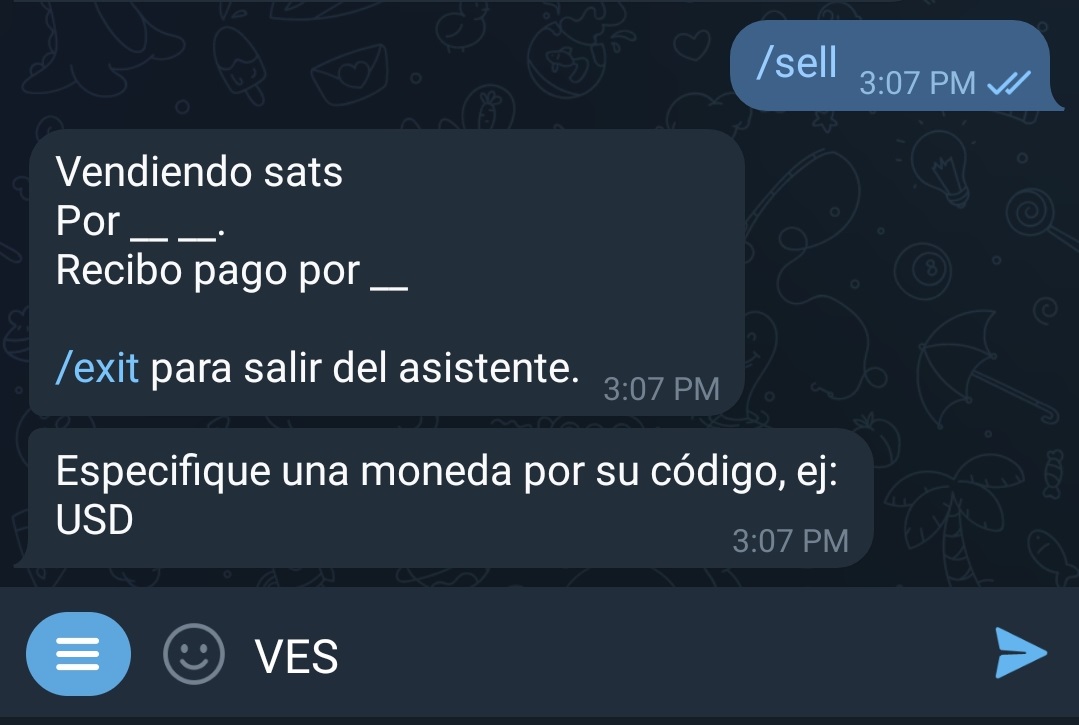 /sell
3:07 PM
Vendiendo sats
Por __ __.
Recibo pago por __
/exit para salir del asistente.
3:07 PM
Especifique una moneda por su código, ej:
USD
3:07 PM
VES